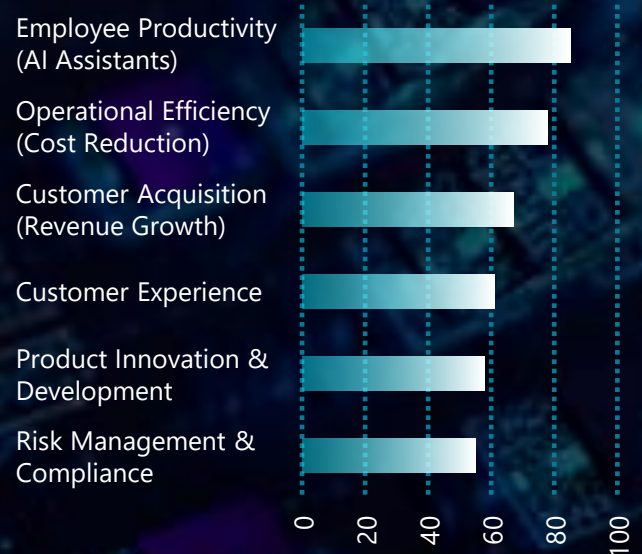 Employee Productivity
(AI Assistants)
Operational Efficiency
(Cost Reduction)
Customer Acquisition
(Revenue Growth)
Customer Experience
Product Innovation &
Development
Risk Management &
Compliance
0
20
40
60
80
100